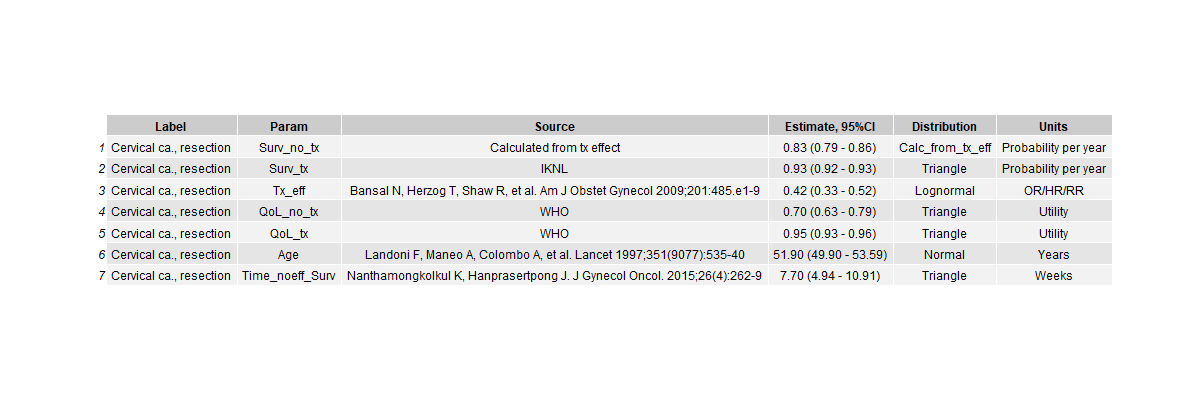 Label Param Source Estimate, 95%CI Distribution Units
1 Cervical ca., resection Surv_no_tx Calculated from tx effect 0.83 (0.79 - 0.86) Calc_from_tx_eff Probability per year
2 Cervical ca., resection Surv_tx IKNL 0.93 (0.92 - 0.93) Triangle Probability per year
3 Cervical ca., resection Tx_eff Bansal N, Herzog T, Shaw R, et al. Am J Obstet Gynecol 2009;201:485.e1-9 0.42 (0.33 - 0.52) Lognormal OR/HR/RR
4 Cervical ca., resection QoL_no_tx WHO 0.70 (0.63 - 0.79) Triangle Utility
5 Cervical ca., resection QoL_tx WHO 0.95 (0.93 - 0.96) Triangle Utility
6 Cervical ca., resection Age Landoni F, Maneo A, Colombo A, et al. Lancet 1997;351(9077):535-40 51.90 (49.90 - 53.59) Normal Years
7 Cervical ca., resection Time_noeff_Surv Nanthamongkolkul K, Hanprasertpong J. J Gynecol Oncol. 2015;26(4):262-9 7.70 (4.94 - 10.91) Triangle Weeks